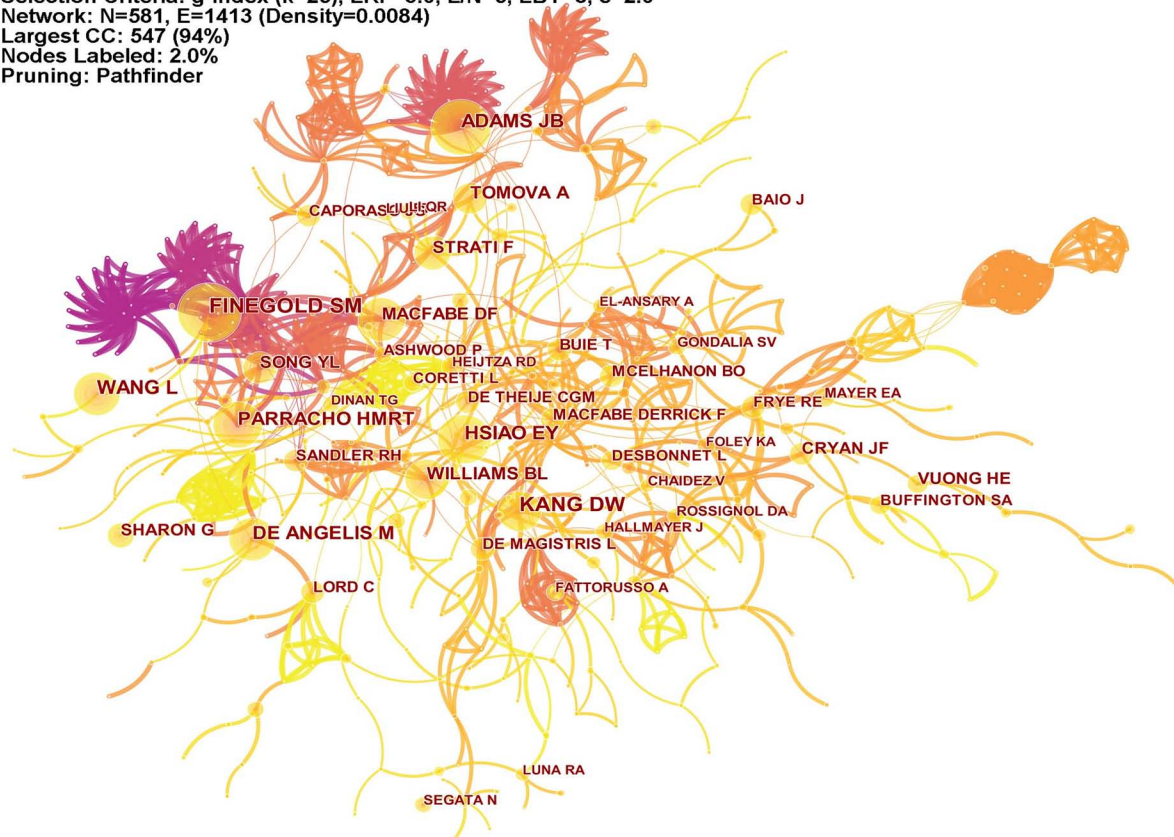 Network: N=581, E=1413 (Density=0.0084)
Largest CC: 547 (94%)
Nodes Labeled: 2.0%
Pruning: Pathfinder
ADAMS JB
TOMOVA A
BAIO J
STRATI F
EL-ANSARY A
FINEGOLD SM
MACFABE DF
BUIE T
GONDALIA SV
ASHWOOD P
HEIJTZA RD
SONG YL
MCELHANON BO
CORETTI L
WANG L
DINAN TG
DE THEIJE CGM
FRYE RE
MAYER EA
PARRACHO HMRT
MACFABE DERRICK F
HSIAO EY
FOLEY KA
CRYAN JF
SANDLER RH
DESBONNET L
WILLIAMS BL
CHAIDEZ V
VUONG HE
KANG DW
BUFFINGTON SA
ROSSIGNOL DA
SHARON G
DE ANGELIS M
HALLMAYER J
DE MAGISTRIS L
LORD C
FATTORUSSO A
LUNA RA
SEGATA N